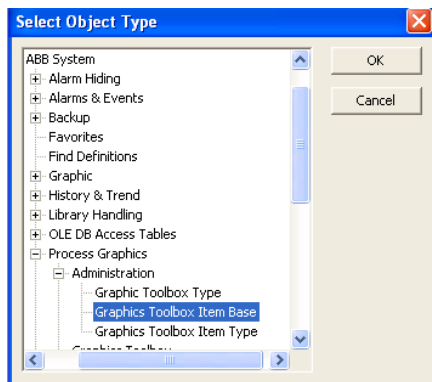 Select Object Type
ABB System
Alarm Hiding
Alarms & Events
Backup
Favorites
Find Definitions
Graphic
History & Trend
Library Handling
OLE DB Access Tables
Process Graphics
Administration
Graphic Toolbox Type
Graphics Toolbox Item Base
Graphics Toolbox Item Type
Graphics Toolbox
OK
Cancel